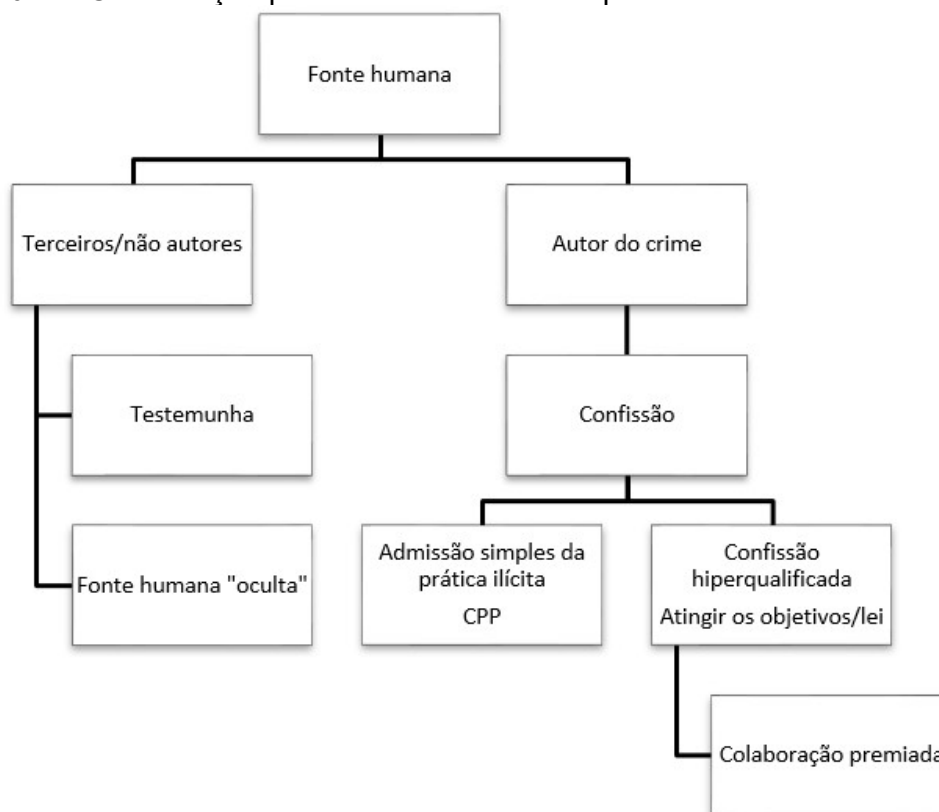 Fonte humana
Terceiros/não autores
Autor do crime
Testemunha
Confissão
Fonte humana "oculta"
Admissão simples da
prática ilícita
CPP
Confissão
hiperqualificada
Atingir os objetivos/lei
Colaboração premiada